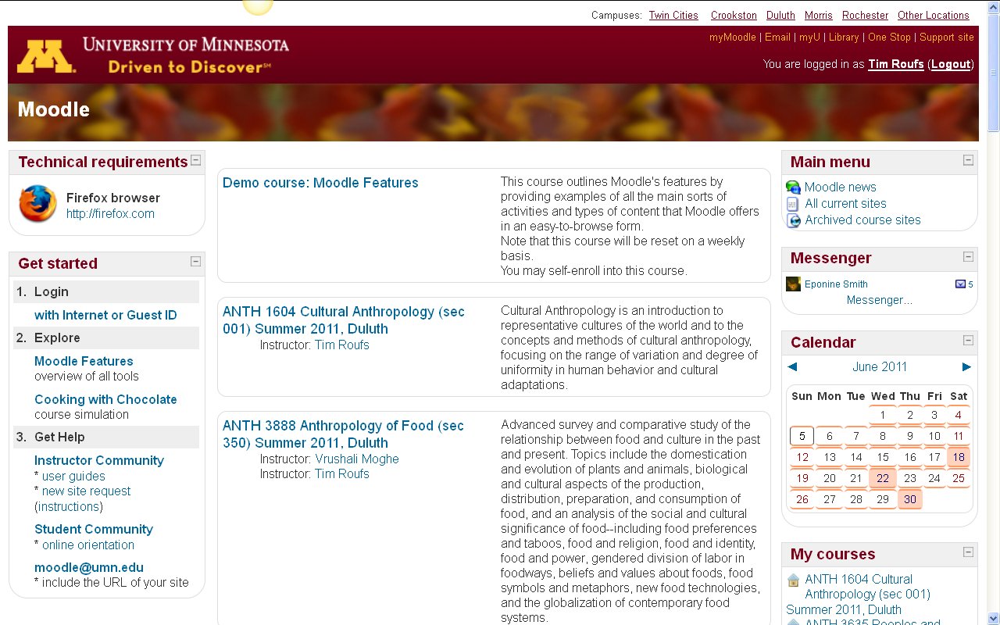 Campuses: Twin Cities Crookston Duluth Morris Rochester Other Locations
UNIVERSITY OF MINNESOTA
Driven to Discover℠
myMoodle | Email | myU | Library | One Stop | Support site
You are logged in as Tim Roufs (Logout)
Moodle
Technical requirements
Firefox browser
http://firefox.com
Get started
1. Login
with Internet or Guest ID
2. Explore
Moodle Features
overview of all tools
Cooking with Chocolate
course simulation
3. Get Help
Instructor Community
* user guides
* new site request
(instructions)
Student Community
* online orientation
moodle@umn.edu
* include the URL of your site
Demo course: Moodle Features
This course outlines Moodle's features by
providing examples of all the main sorts of
activities and types of content that Moodle offers
in an easy-to-browse form.
Note that this course will be reset on a weekly
basis.
You may self-enroll into this course.
ANTH 1604 Cultural Anthropology (sec
001) Summer 2011, Duluth
Instructor: Tim Roufs
Cultural Anthropology is an introduction to
representative cultures of the world and to the
concepts and methods of cultural anthropology,
focusing on the range of variation and degree of
uniformity in human behavior and cultural
adaptations.
ANTH 3888 Anthropology of Food (sec
350) Summer 2011, Duluth
Instructor: Vrushali Moghe
Instructor: Tim Roufs
Advanced survey and comparative study of the
relationship between food and culture in the past
and present. Topics include the domestication
and evolution of plants and animals, biological
and cultural aspects of the production,
distribution, preparation, and consumption of
food, and an analysis of the social and cultural
significance of food--including food preferences
and taboos, food and religion, food and identity,
food and power, gendered division of labor in
foodways, beliefs and values about foods, food
symbols and metaphors, new food technologies,
and the globalization of contemporary food
systems.
Main menu
Moodle news
All current sites
Archived course sites
Messenger
Eponine Smith 5
Messenger...
Calendar
June 2011
Sun Mon Tue Wed Thu Fri Sat
1 2 3 4
5 6 7 8 9 10 11
12 13 14 15 16 17 18
19 20 21 22 23 24 25
26 27 28 29 30
My courses
ANTH 1604 Cultural
Anthropology (sec 001)
Summer 2011, Duluth
ANTH 3635 Peoples and